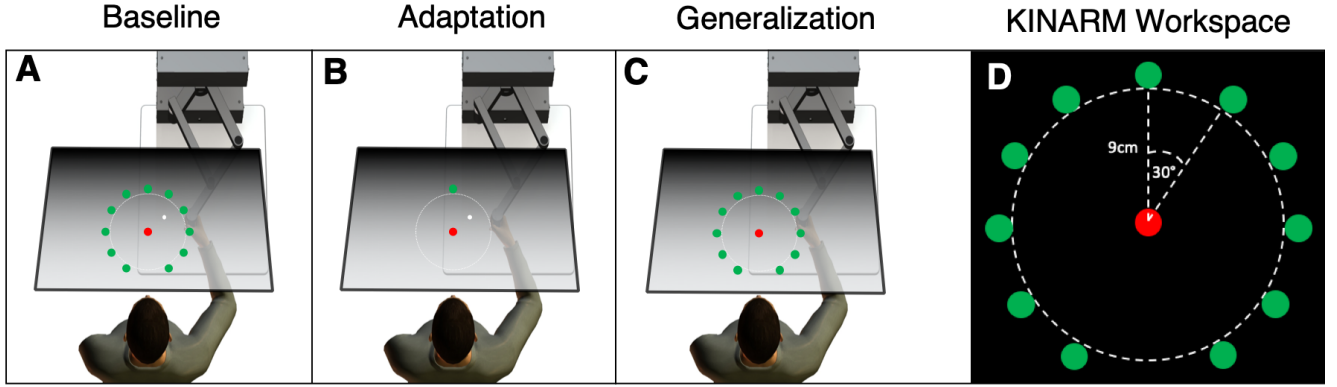 Baseline
Adaptation
Generalization
KINARM Workspace
A
B
C
D
9cm
30°